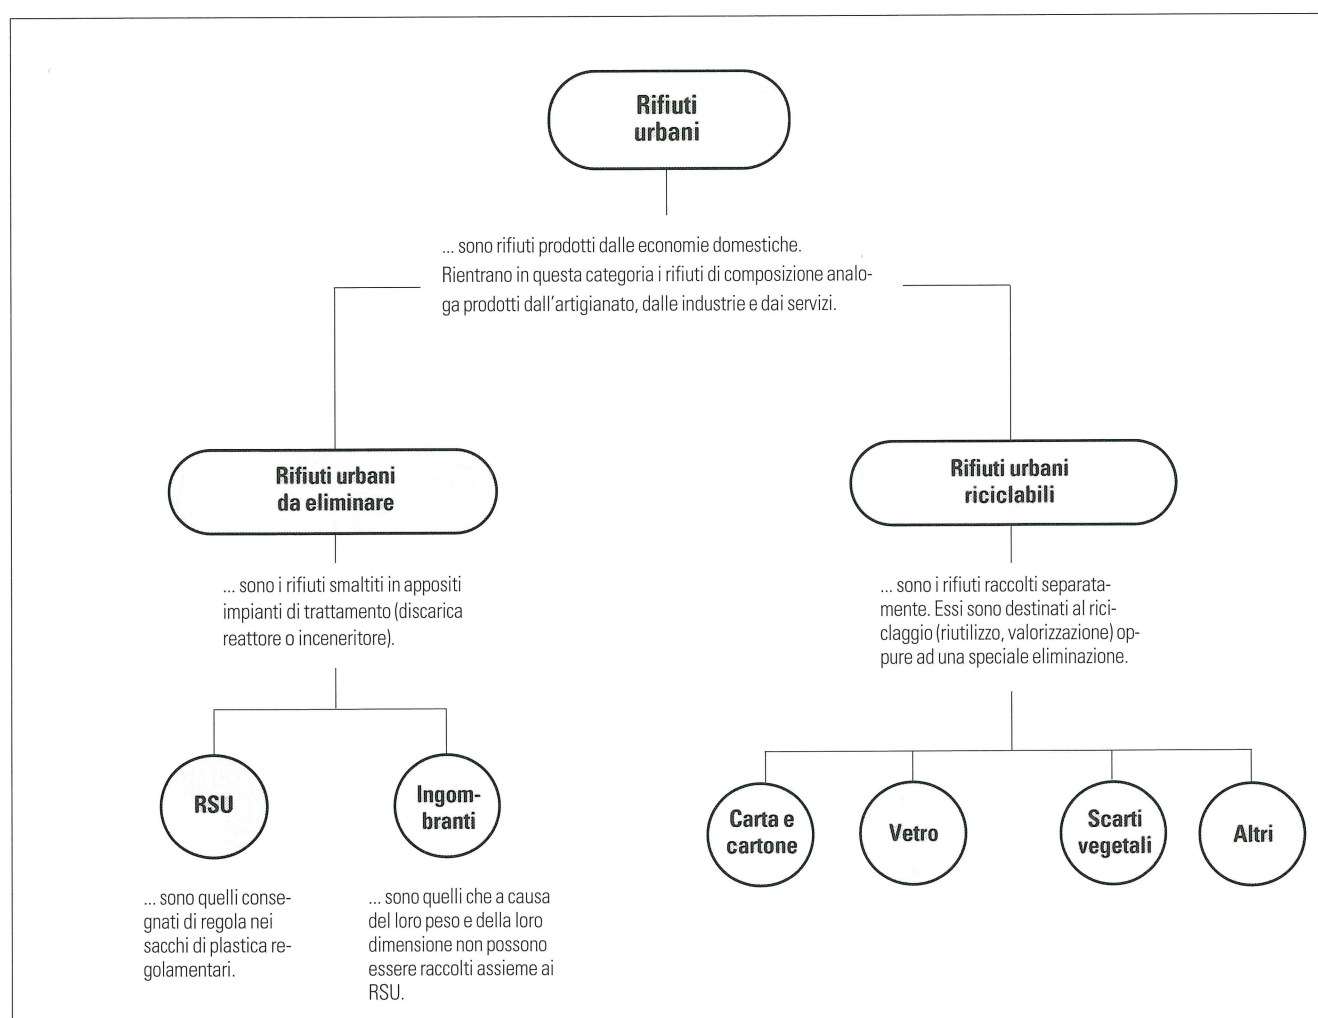 Rifiuti
urbani
... sono rifiuti prodotti dalle economie domestiche.
Rientrano in questa categoria i rifiuti di composizione analo-
ga prodotti dall'artigianato, dalle industrie e dai servizi.
Rifiuti urbani
da eliminare
... sono i rifiuti smaltiti in appositi
impianti di trattamento (discarica
reattore o inceneritore).
RSU
... sono quelli conse-
gnati di regola nei
sacchi di plastica re-
golamentari.
Ingom-
branti
... sono quelli che a causa
del loro peso e della loro
dimensione non possono
essere raccolti assieme ai
RSU.
Rifiuti urbani
riciclabili
... sono i rifiuti raccolti separata-
mente. Essi sono destinati al rici-
claggio (riutilizzo, valorizzazione) op-
pure ad una speciale eliminazione.
Carta e
cartone
Vetro
Scarti
vegetali
Altri